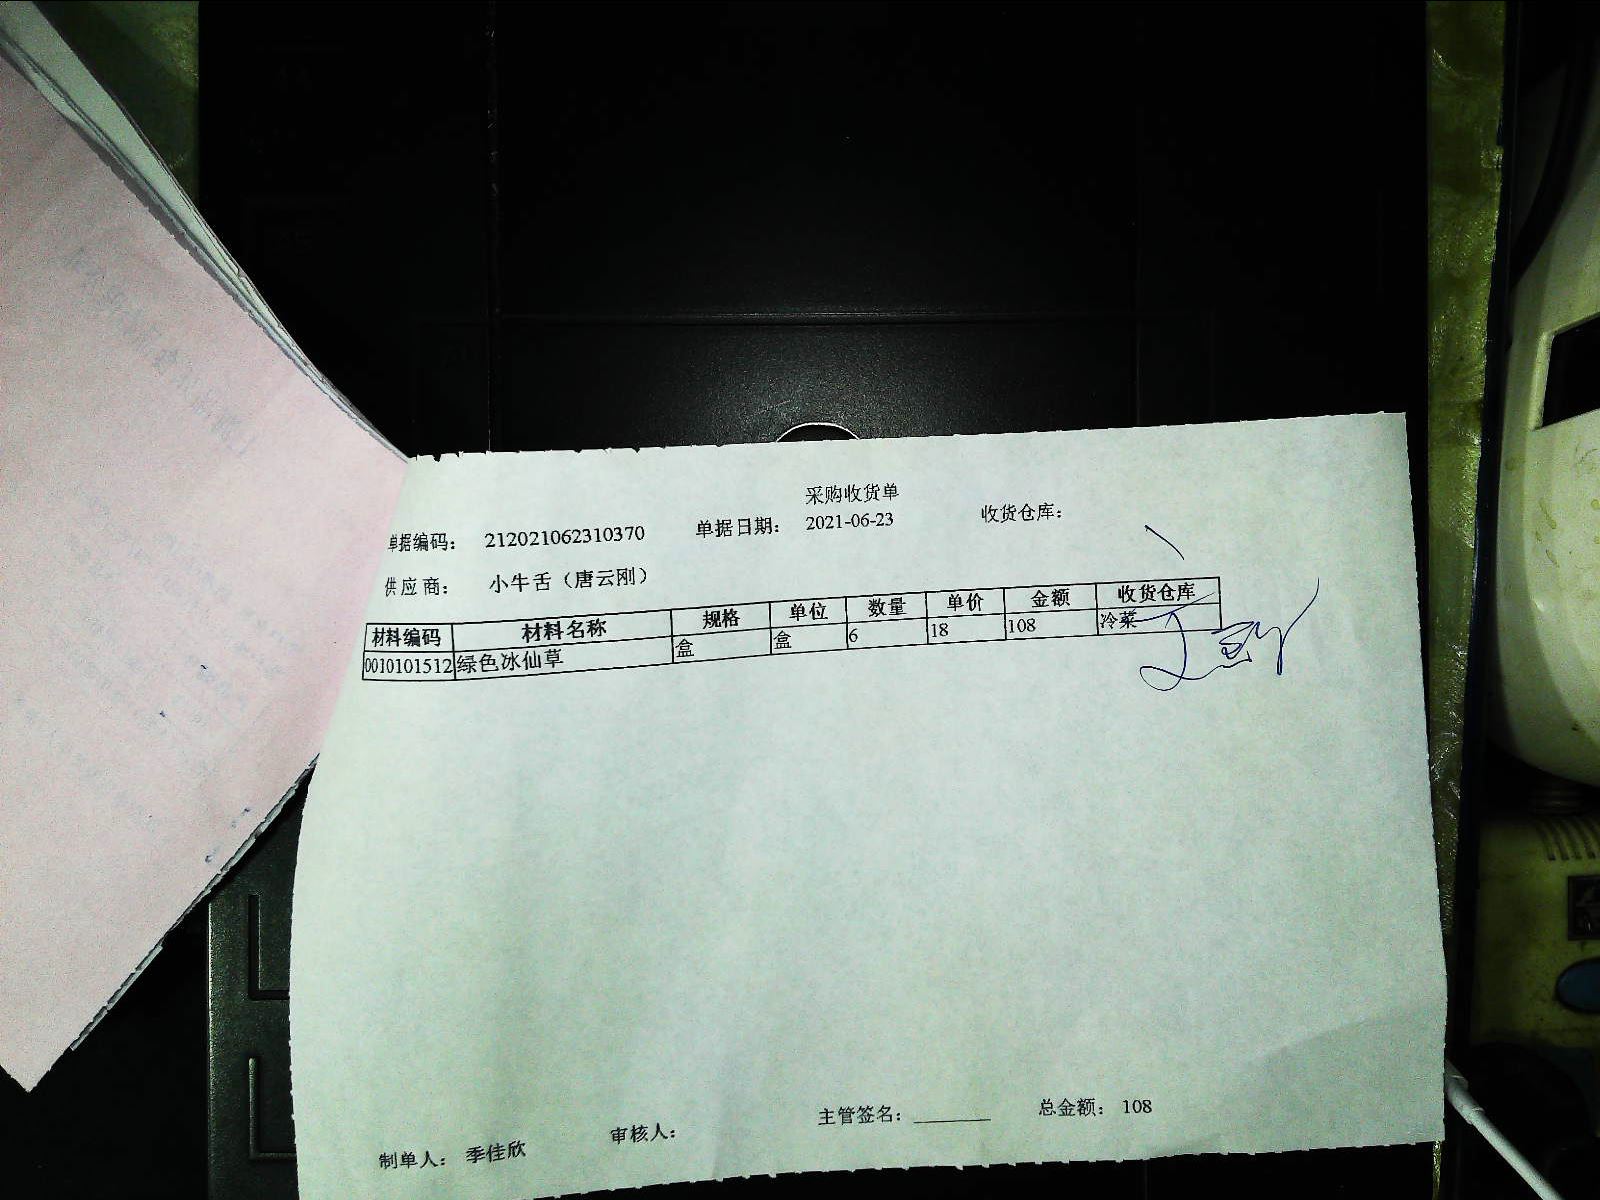 采购收货单
单据编码： 212021062310370 单据日期： 2021-06-23 收货仓库：
供应商： 小牛舌（唐云刚）
材料编码 材料名称 规格 单位 数量 单价 金额 收货仓库
0010101512 绿色冰仙草 盒 盒 6 18 108 冷菜
制单人： 季佳欣 审核人： 主管签名： 总金额： 108